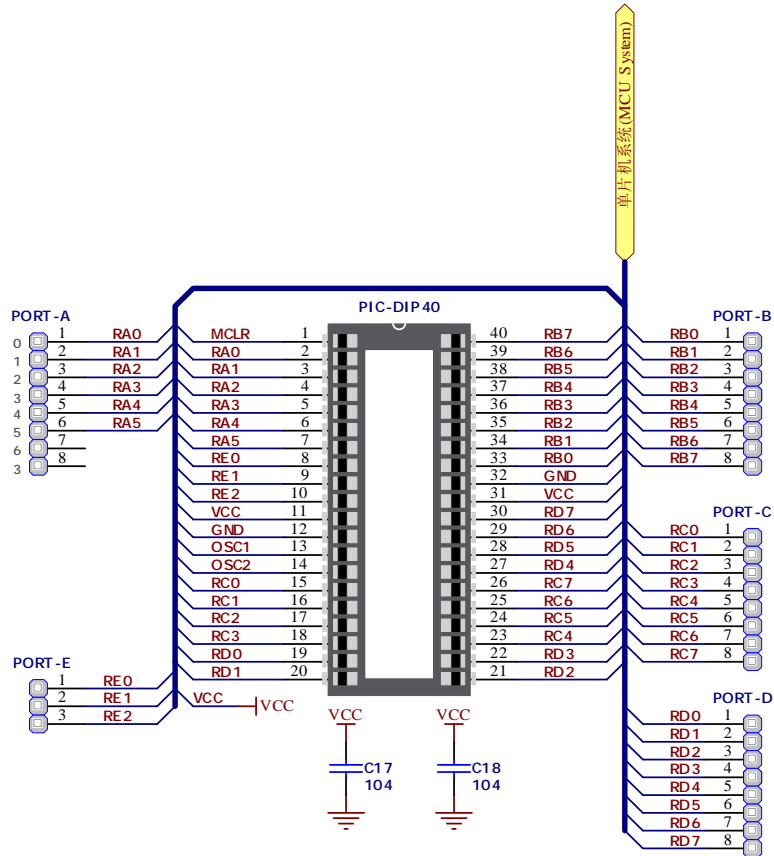 单片机系统(MCU System)
PIC-DIP40
PORT-A
0 1 RA0
1 2 RA1
2 3 RA2
3 4 RA3
4 5 RA4
5 6 RA5
6 7
3 8
MCLR 1
RA0 2
RA1 3
RA2 4
RA3 5
RA4 6
RA5 7
RE0 8
RE1 9
RE2 10
VCC 11
GND 12
OSC1 13
OSC2 14
RC0 15
RC1 16
RC2 17
RC3 18
RD0 19
RD1 20
40 RB7
39 RB6
38 RB5
37 RB4
36 RB3
35 RB2
34 RB1
33 RB0
32 GND
31 VCC
30 RD7
29 RD6
28 RD5
27 RD4
26 RC7
25 RC6
24 RC5
23 RC4
22 RD3
21 RD2
PORT-B
RB0 1
RB1 2
RB2 3
RB3 4
RB4 5
RB5 6
RB6 7
RB7 8
PORT-C
RC0 1
RC1 2
RC2 3
RC3 4
RC4 5
RC5 6
RC6 7
RC7 8
PORT-D
RD0 1
RD1 2
RD2 3
RD3 4
RD4 5
RD5 6
RD6 7
RD7 8
PORT-E
1 RE0
2 RE1
3 RE2
VCC VCC
VCC
C17
104
VCC
C18
104